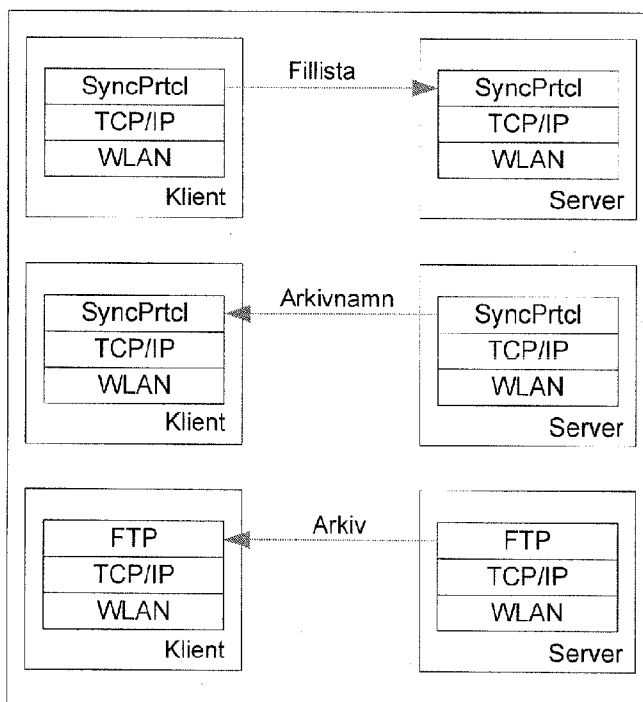 SyncPrtcl
TCP/IP
WLAN
Klient
Fillista
SyncPrtcl
TCP/IP
WLAN
Server
SyncPrtcl
TCP/IP
WLAN
Klient
Arkivnamn
SyncPrtcl
TCP/IP
WLAN
Server
FTP
TCP/IP
WLAN
Klient
Arkiv
FTP
TCP/IP
WLAN
Server